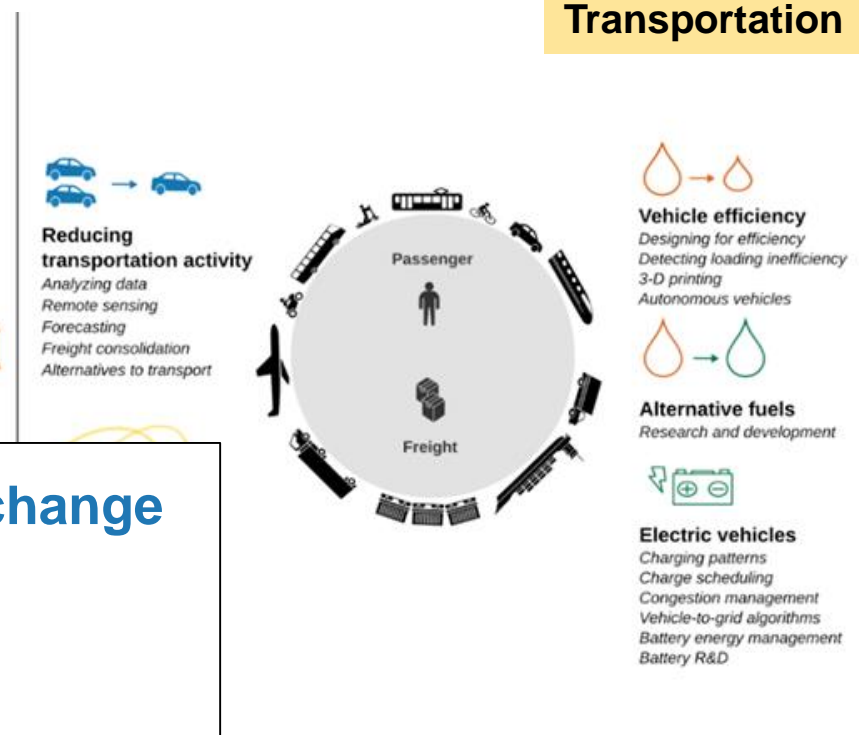 Transportation
Reducing
transportation activity
Analyzing data
Remote sensing
Forecasting
Freight consolidation
Alternatives to transport
Passenger
Freight
Vehicle efficiency
Designing for efficiency
Detecting loading inefficiency
3-D printing
Autonomous vehicles
Alternative fuels
Research and development
Electric vehicles
Charging patterns
Charge scheduling
Congestion management
Vehicle-to-grid algorithms
Battery energy management
Battery R&D
change